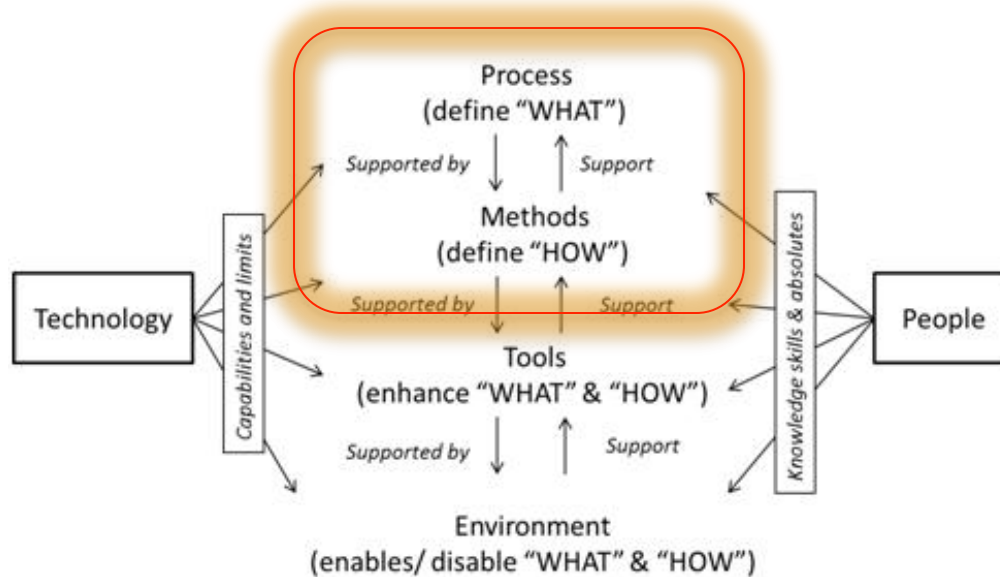 Process
(define “WHAT”)
Supported by
Support
Methods
(define “HOW”)
Supported by
Support
Technology
Capabilities and limits
Knowledge skills & absolutes
People
Tools
(enhance “WHAT” & “HOW”)
Supported by
Support
Environment
(enables/ disable “WHAT” & “HOW”)